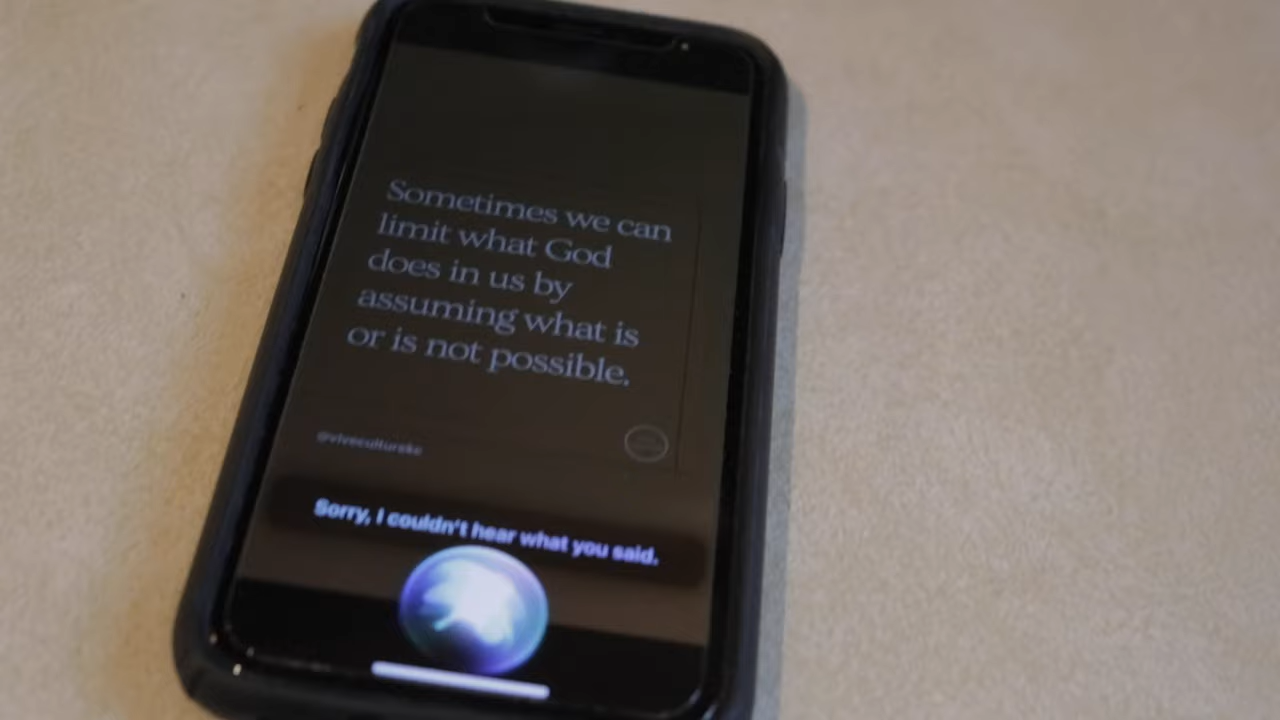 Sometimes we can
limit what God
does in us by
assuming what is
or is not possible.
@viveculturekc
Sorry, I couldn't hear what you said.